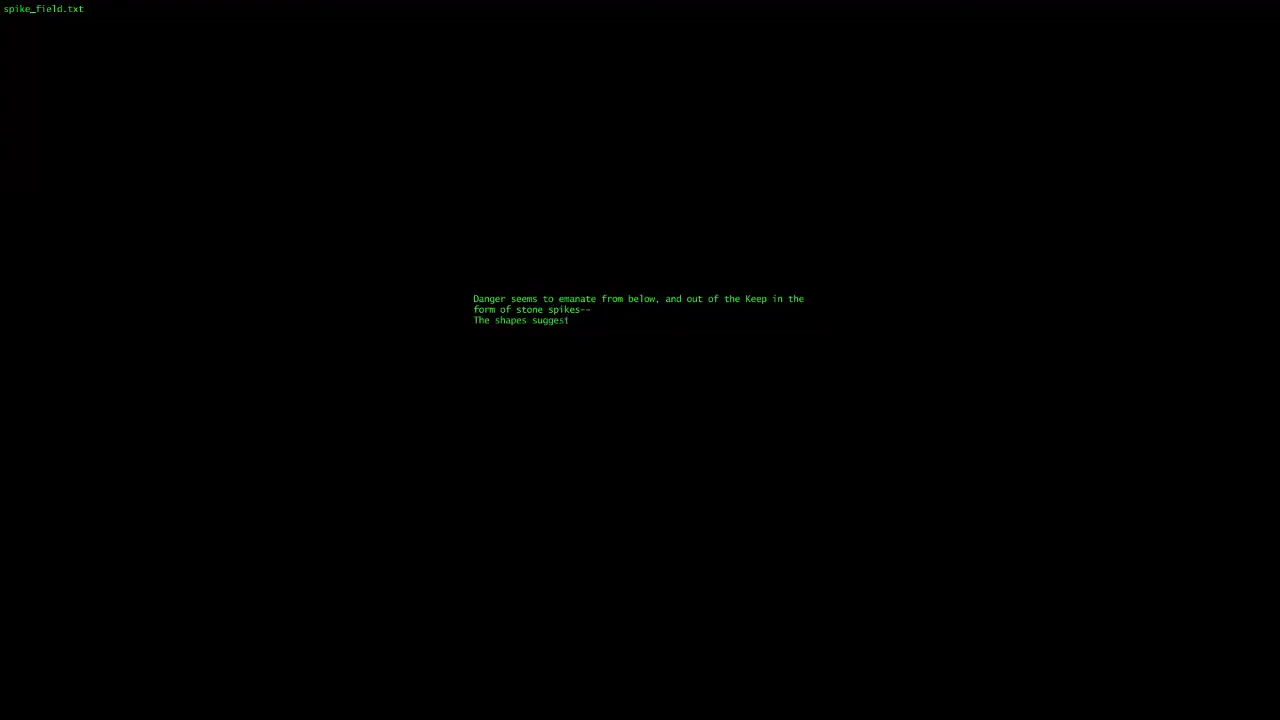 spike_field.txt
Danger seems to emanate from below, and out of the Keep in the
form of stone spikes--
The shapes suggest